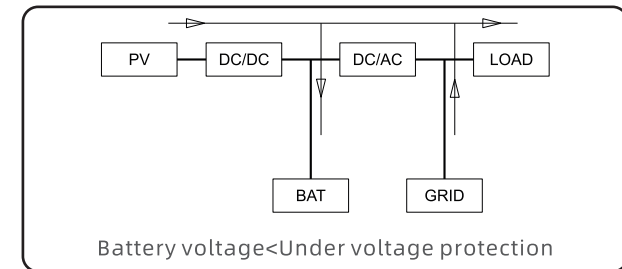 PV DC/DC DC/AC LOAD
BAT GRID
Battery voltage<Under voltage protection